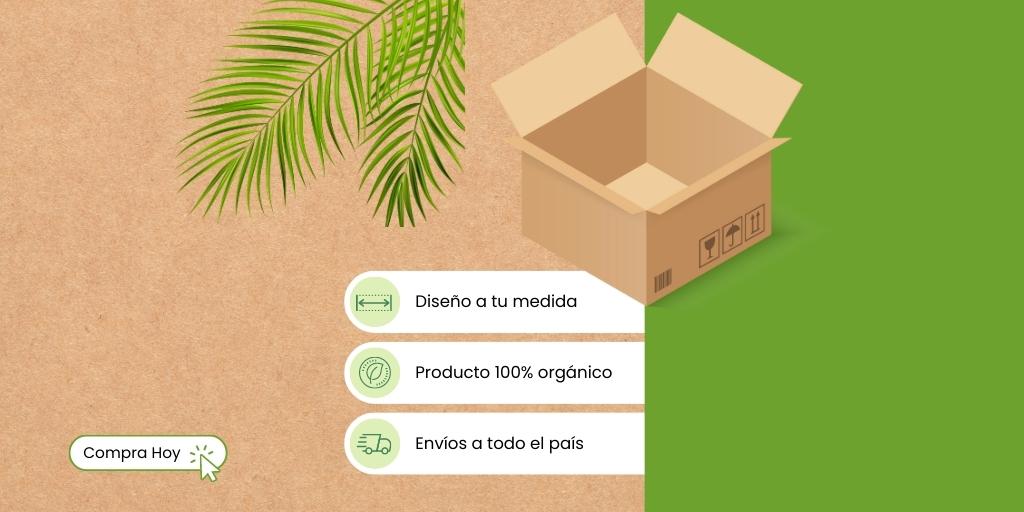 Diseño a tu medida
Producto 100% orgánico
Envíos a todo el país
Compra Hoy